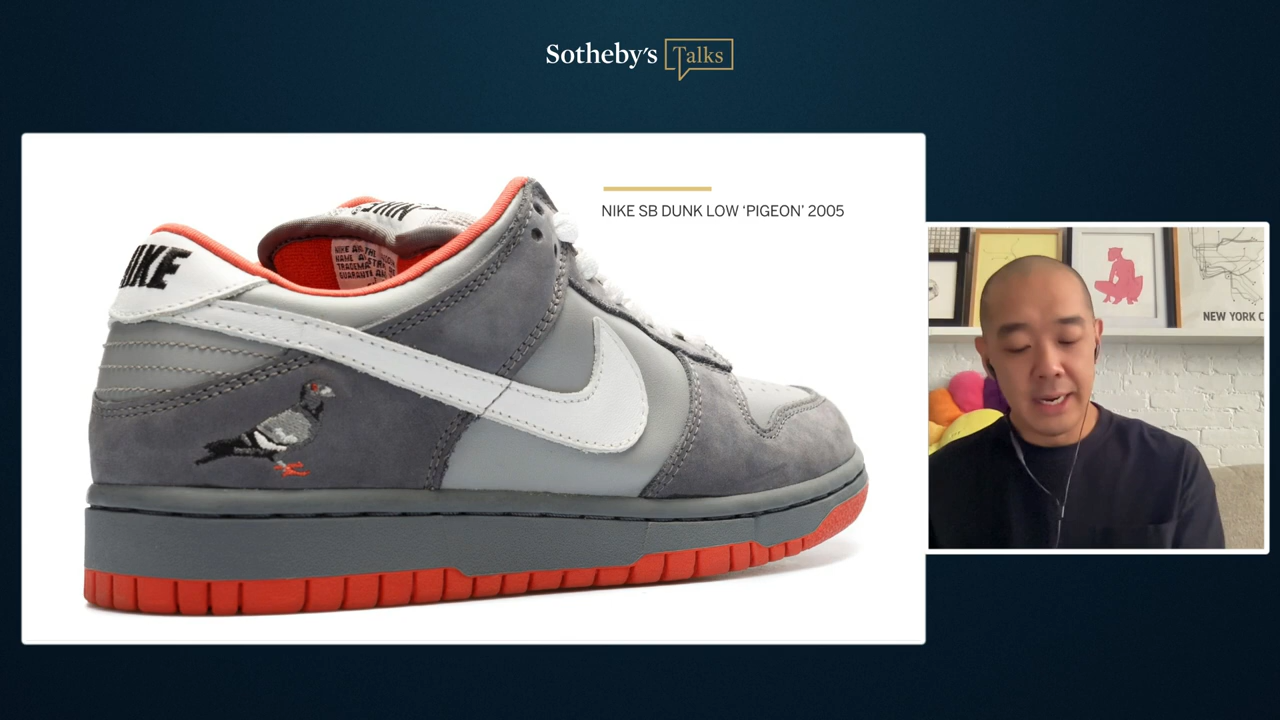 Sotheby's Talks
NIKE SB DUNK LOW ‘PIGEON’ 2005
NIKE
NEW YORK C